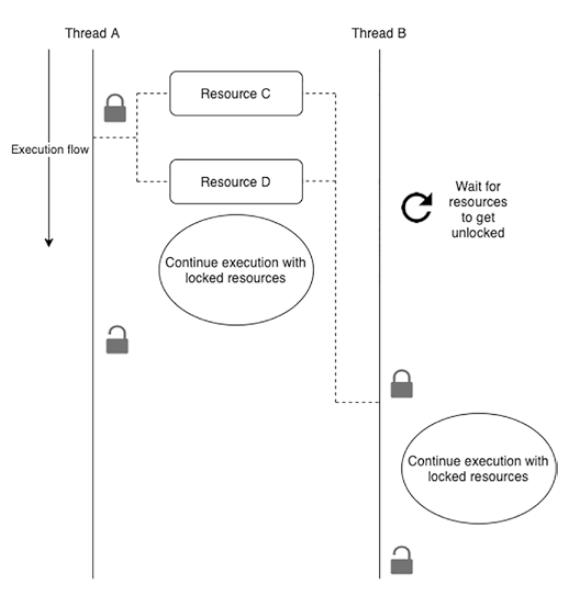 Thread A
Thread B
Resource C
Execution flow
Resource D
Wait for
resources
to get
unlocked
Continue execution with
locked resources
Continue execution with
locked resources